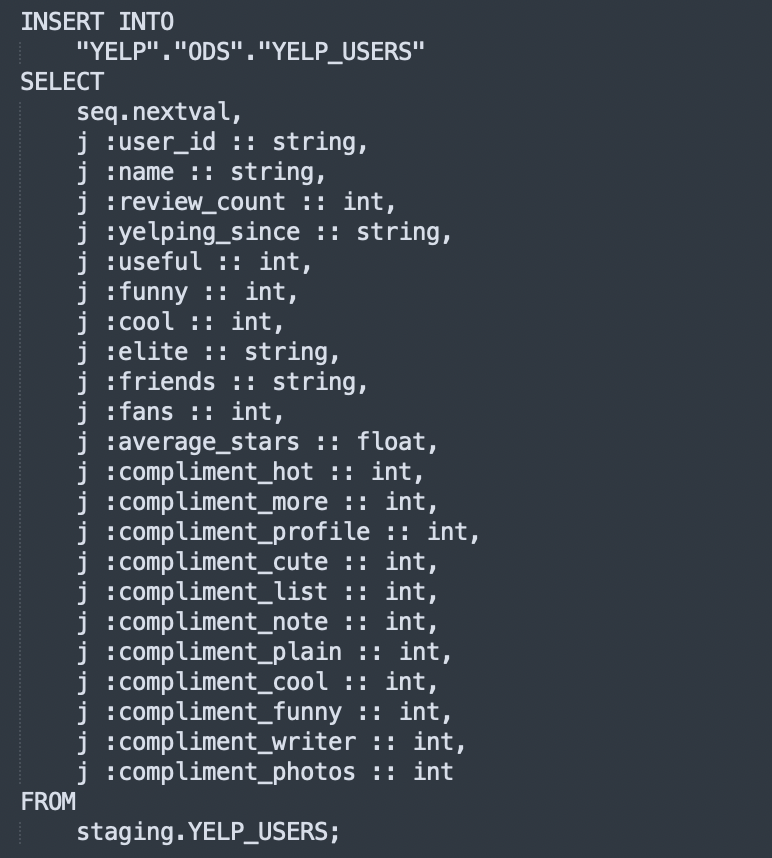 INSERT INTO
"YELP"."ODS"."YELP_USERS"
SELECT
seq.nextval,
j :user_id :: string,
j :name :: string,
j :review_count :: int,
j :yelping_since :: string,
j :useful :: int,
j :funny :: int,
j :cool :: int,
j :elite :: string,
j :friends :: string,
j :fans :: int,
j :average_stars :: float,
j :compliment_hot :: int,
j :compliment_more :: int,
j :compliment_profile :: int,
j :compliment_cute :: int,
j :compliment_list :: int,
j :compliment_note :: int,
j :compliment_plain :: int,
j :compliment_cool :: int,
j :compliment_funny :: int,
j :compliment_writer :: int,
j :compliment_photos :: int
FROM
staging.YELP_USERS;